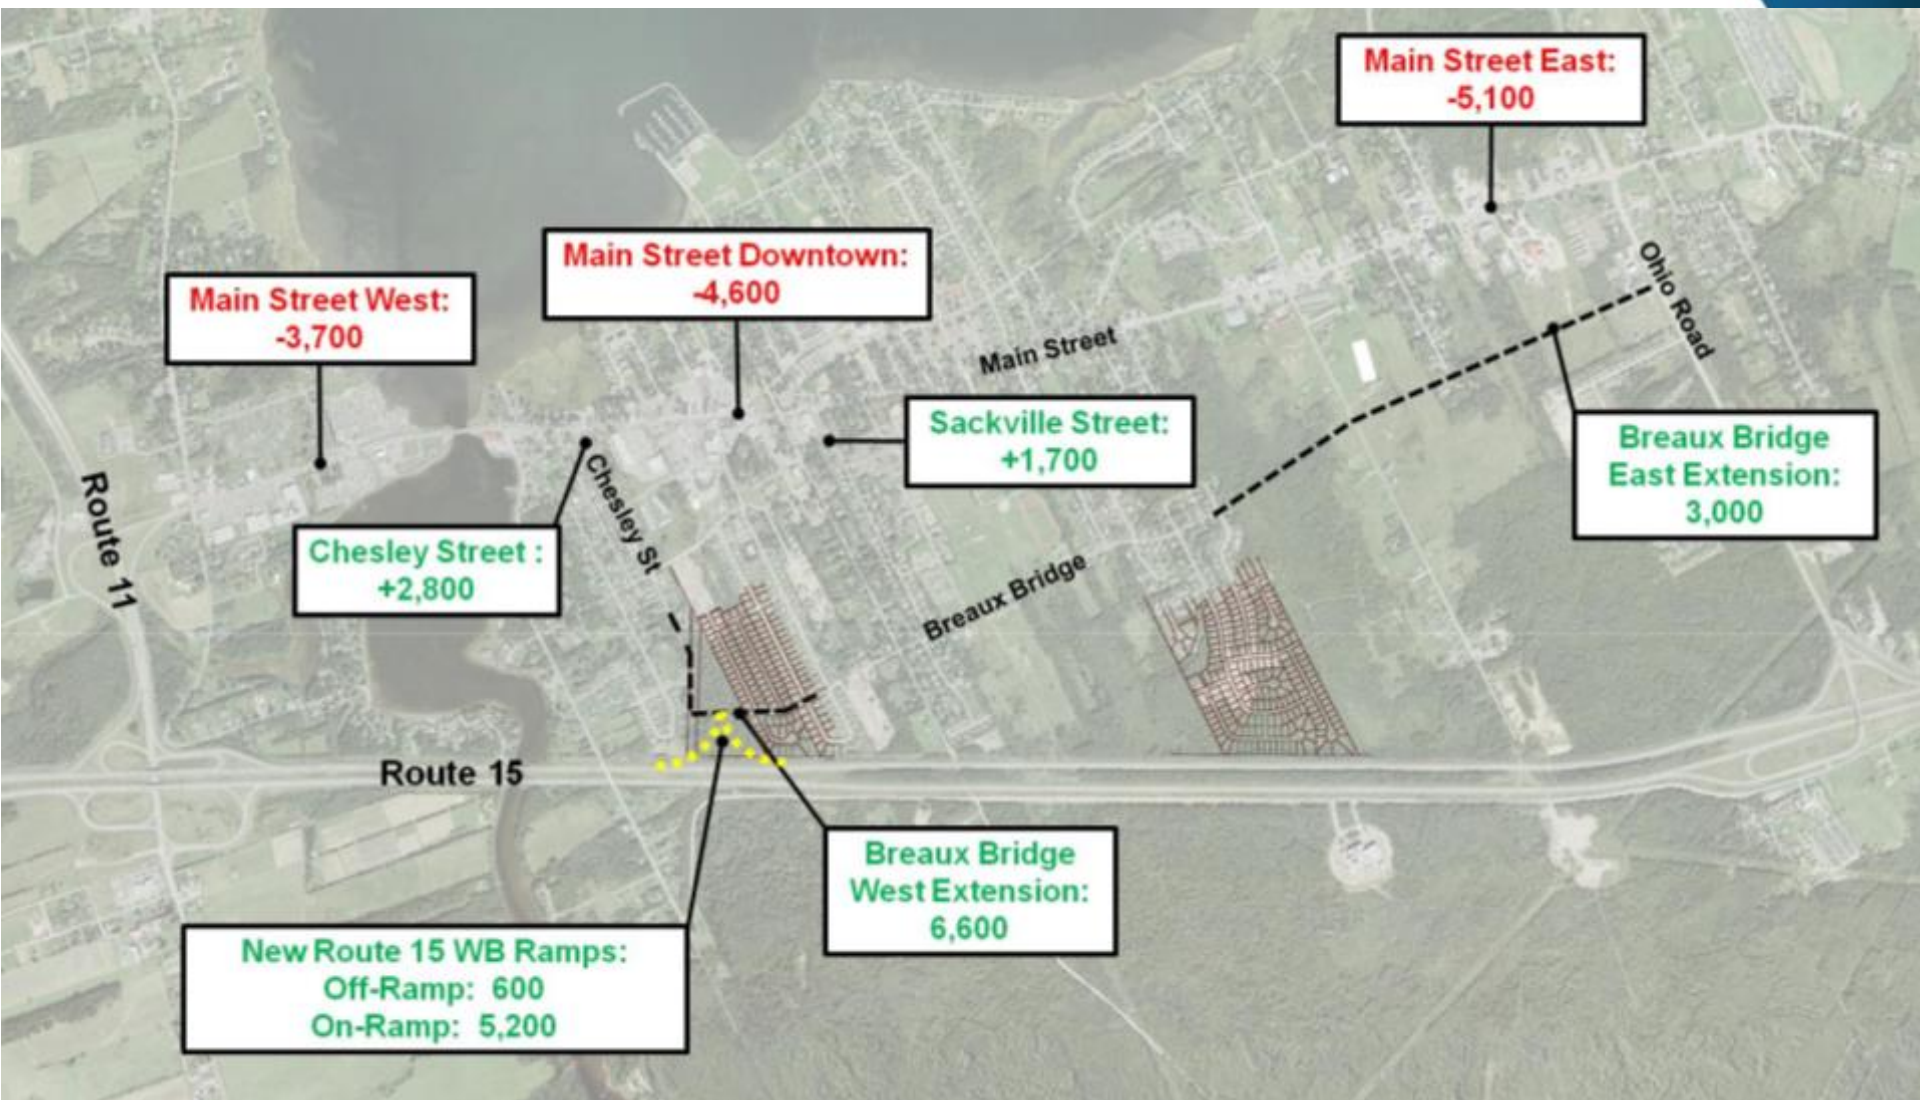 Main Street East:
-5,100
Main Street Downtown:
-4,600
Main Street West:
-3,700
Ohio Road
Main Street
Sackville Street:
+1,700
Breaux Bridge
East Extension:
3,000
Route 11
Chesley St
Chesley Street :
+2,800
Breaux Bridge
Route 15
Breaux Bridge
West Extension:
6,600
New Route 15 WB Ramps:
Off-Ramp: 600
On-Ramp: 5,200